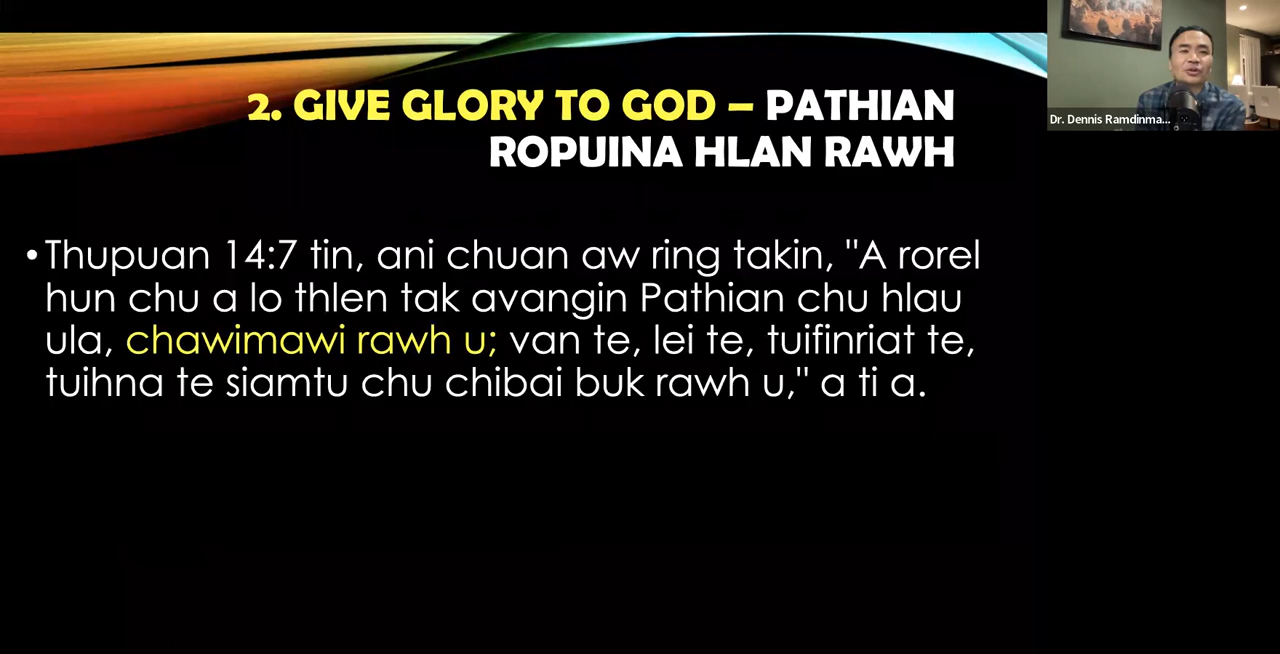 2. GIVE GLORY TO GOD – PATHIAN
ROPUINA HLAN RAWH
Dr. Dennis Ramdinma...
•Thupuan 14:7 tin, ani chuan aw ring takin, "A rorel
hun chu a lo thlen tak avangin Pathian chu hlau
ula, chawimawi rawh u; van te, lei te, tuifinriat te,
tuihna te siamtu chu chibai buk rawh u," a ti a.